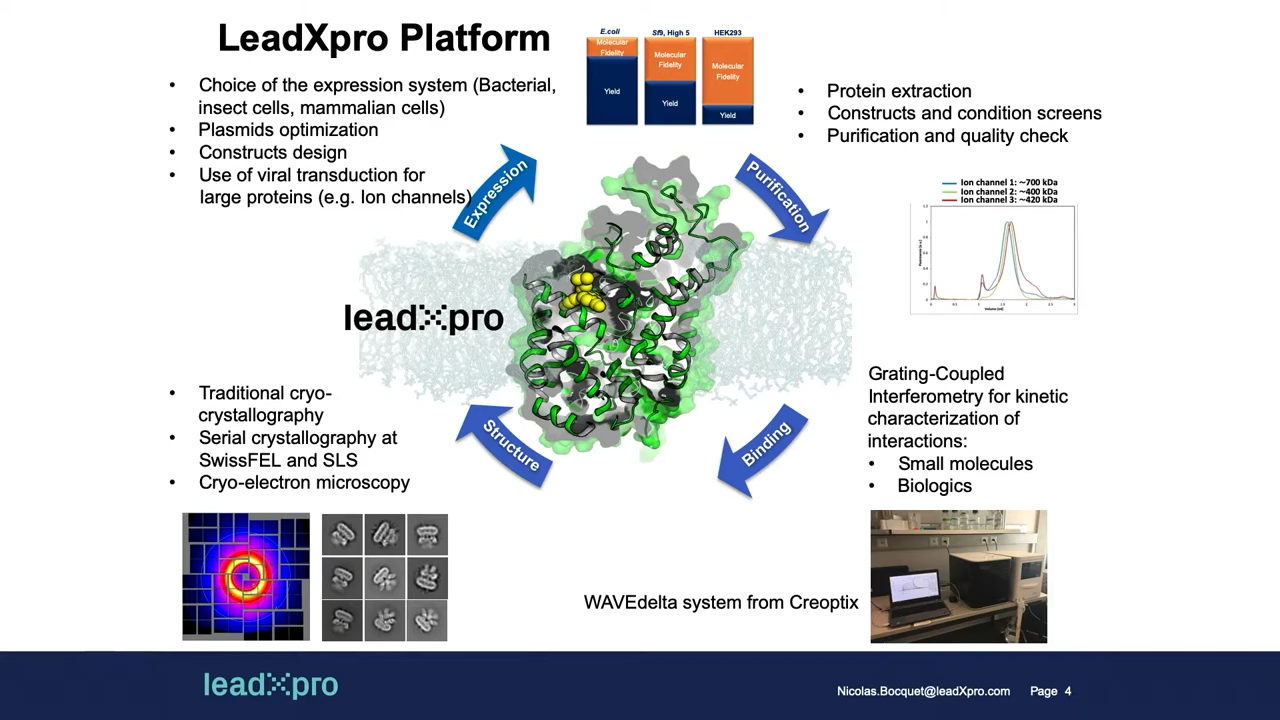 LeadXpro Platform
• Choice of the expression system (Bacterial,
insect cells, mammalian cells)
• Plasmids optimization
• Constructs design
• Use of viral transduction for
large proteins (e.g. Ion channels)
E.coli
Sf9, High 5
HEK293
Molecular
Fidelity
Yield
Molecular
Fidelity
Yield
Molecular
Fidelity
Yield
• Protein extraction
• Constructs and condition screens
• Purification and quality check
Expression
Purification
Ion channel 1: ~700 kDa
Ion channel 2: ~400 kDa
Ion channel 3: ~420 kDa
Volume (ml)
leadXpro
Structure
Binding
• Traditional cryo-
crystallography
• Serial crystallography at
SwissFEL and SLS
• Cryo-electron microscopy
Grating-Coupled
Interferometry for kinetic
characterization of
interactions:
• Small molecules
• Biologics
WAVEdelta system from Creoptix
leadXpro
Nicolas.Bocquet@leadXpro.com
Page 4